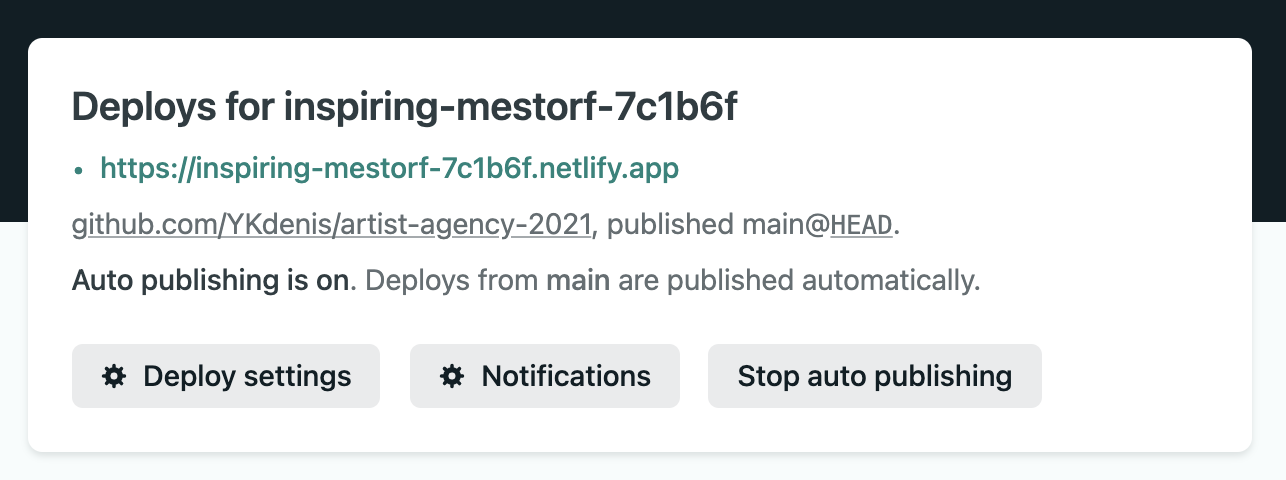 Deploys for inspiring-mestorf-7c1b6f
• https://inspiring-mestorf-7c1b6f.netlify.app
github.com/YKdenis/artist-agency-2021, published main@HEAD.
Auto publishing is on. Deploys from main are published automatically.
Deploy settings Notifications Stop auto publishing